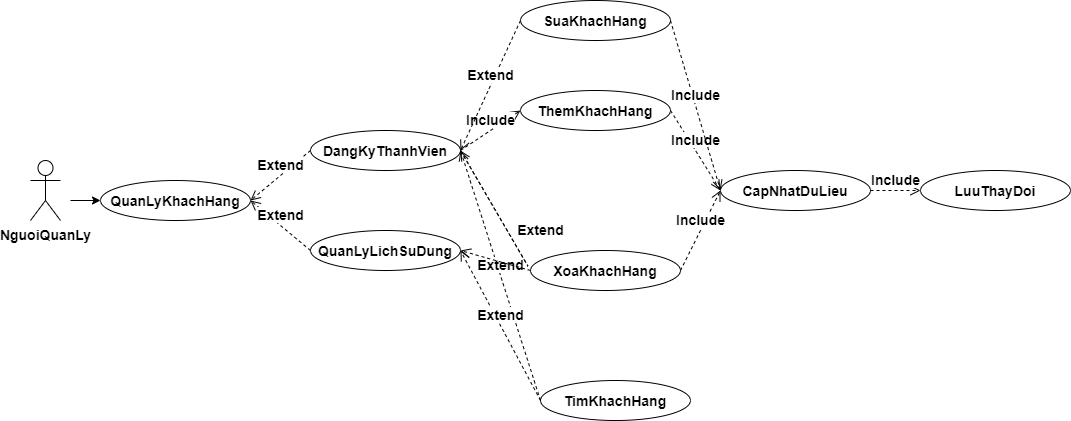 SuaKhachHang
Extend
Include
ThemKhachHang
Include
Include
DangKyThanhVien
Extend
CapNhatDuLieu
Include
LuuThayDoi
QuanLyKhachHang
NguoiQuanLy
Extend
Include
Extend
QuanLyLichSuDung
Extend
XoaKhachHang
Extend
TimKhachHang